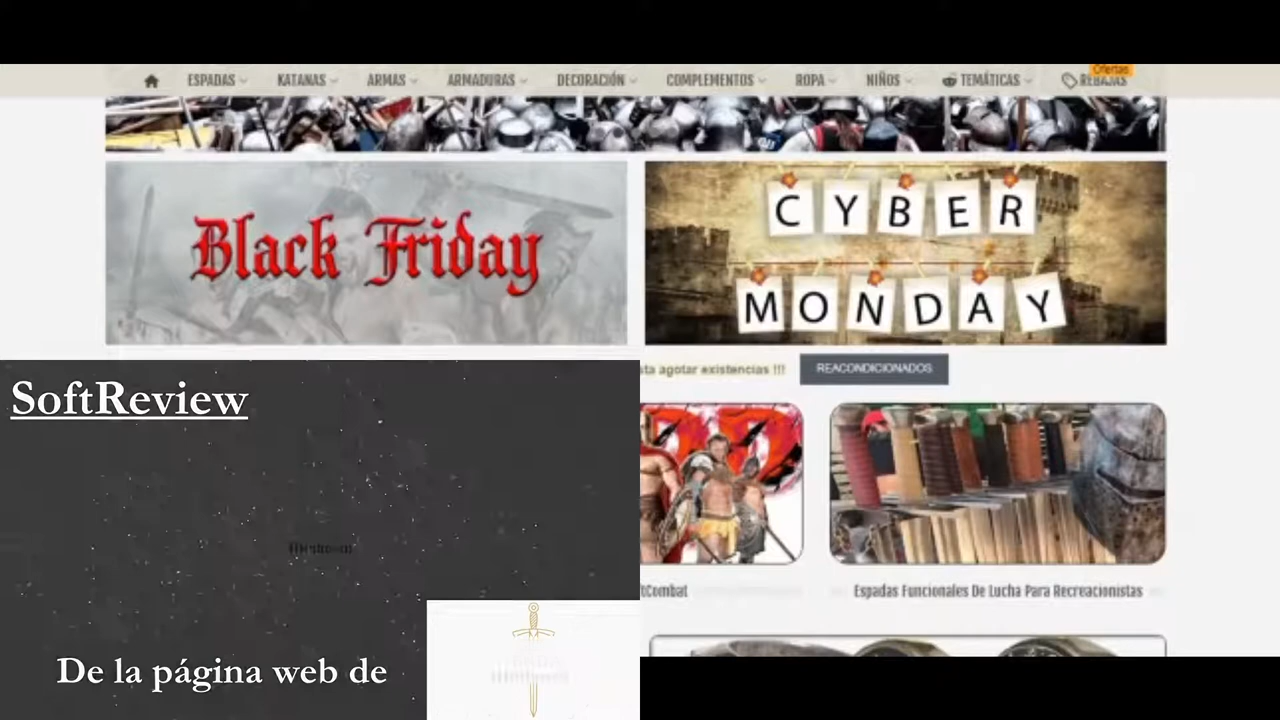 Ofertas
ESPADAS KATANAS ARMAS ARMADURAS DECORACIÓN COMPLEMENTOS ROPA NIÑOS TEMÁTICAS REBAJAS
Black Friday
CYBER
MONDAY
agotar existencias !!!
REACONDICIONADOS
Espadas Funcionales De Lucha Para Recreacionistas
SoftReview
De la página web de